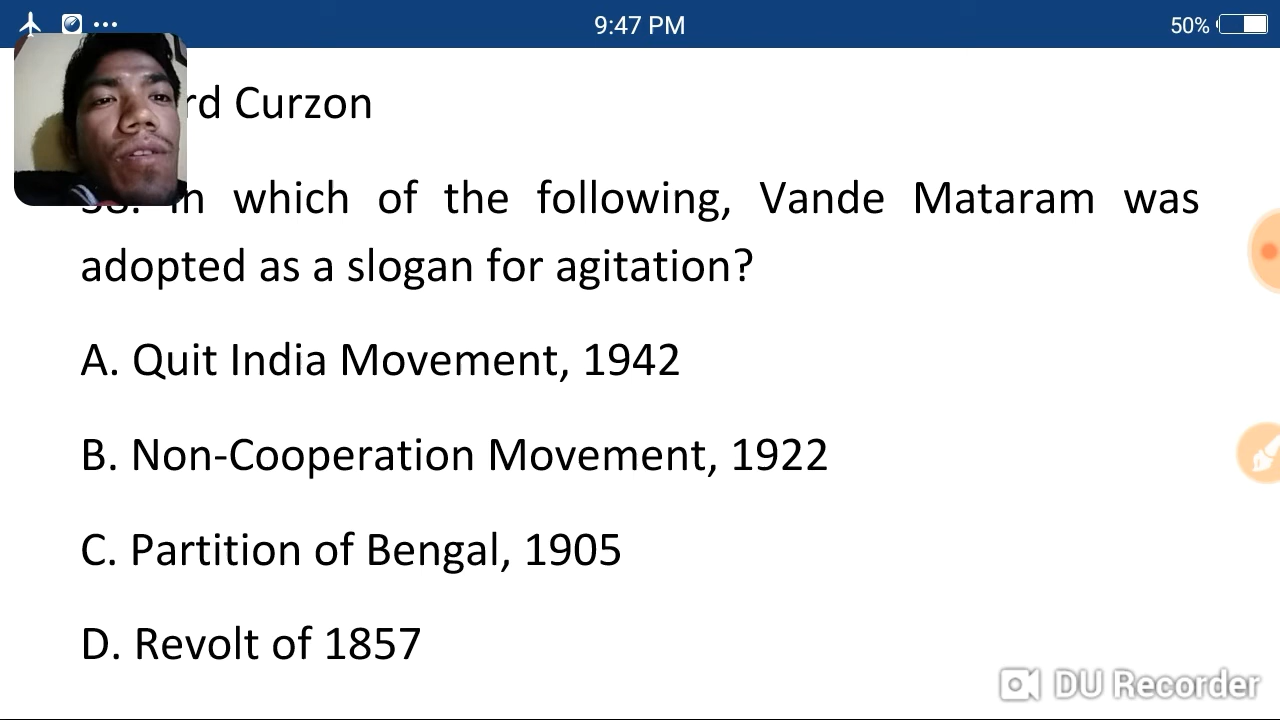 9:47 PM 50%
rd Curzon
In which of the following, Vande Mataram was
adopted as a slogan for agitation?
A. Quit India Movement, 1942
B. Non-Cooperation Movement, 1922
C. Partition of Bengal, 1905
D. Revolt of 1857
DU Recorder